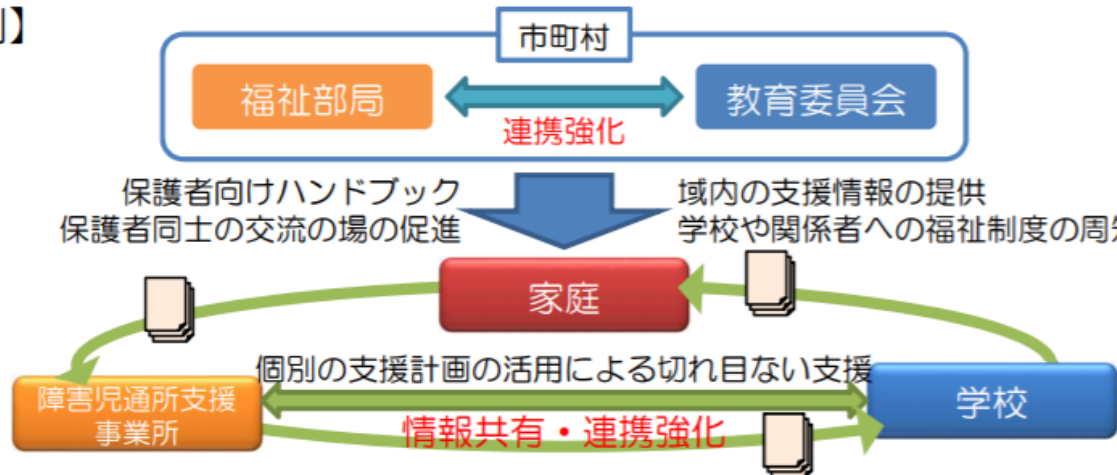 】
市町村
福祉部局
教育委員会
連携強化
保護者向けハンドブック
保護者同士の交流の場の促進
域内の支援情報の提供
学校や関係者への福祉制度の周
家庭
個別の支援計画の活用による切れ目ない支援
障害児通所支援
事業所
学校
情報共有・連携強化